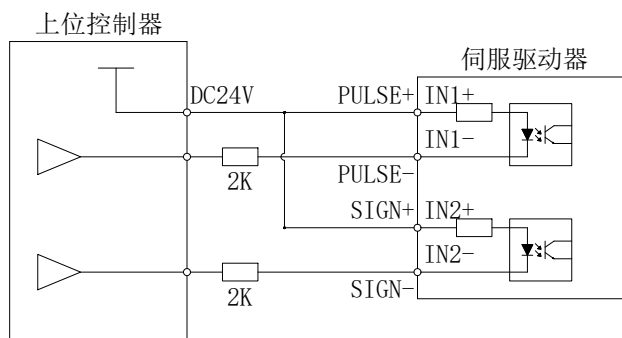 上位控制器
伺服驱动器
DC24V
PULSE+
IN1+
IN1-
2K
PULSE-
SIGN+
IN2+
IN2-
2K
SIGN-